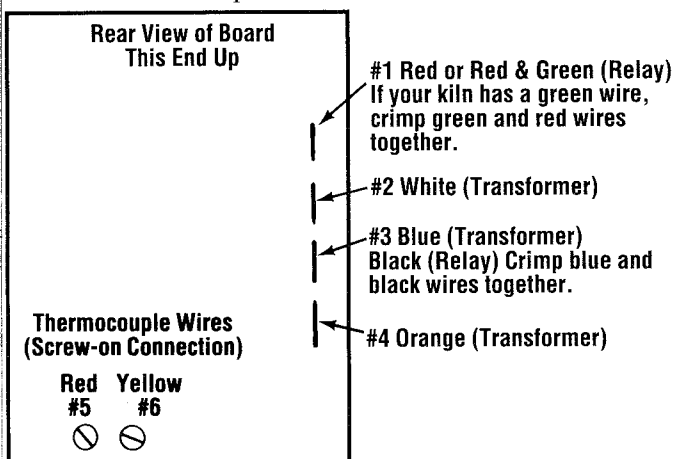 Rear View of Board
This End Up
#1 Red or Red & Green (Relay)
If your kiln has a green wire,
crimp green and red wires
together.
#2 White (Transformer)
#3 Blue (Transformer)
Black (Relay) Crimp blue and
black wires together.
#4 Orange (Transformer)
Thermocouple Wires
(Screw-on Connection)
Red Yellow
#5 #6